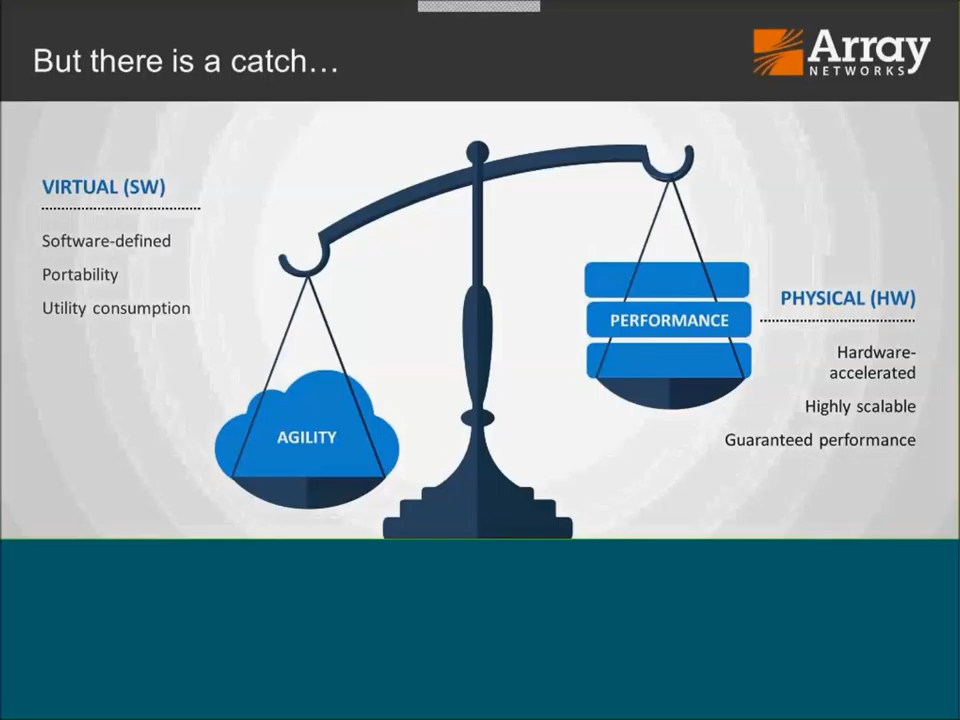 But there is a catch…
Array
NETWORKS
VIRTUAL (SW)
Software-defined
Portability
Utility consumption
AGILITY
PERFORMANCE
PHYSICAL (HW)
Hardware-
accelerated
Highly scalable
Guaranteed performance